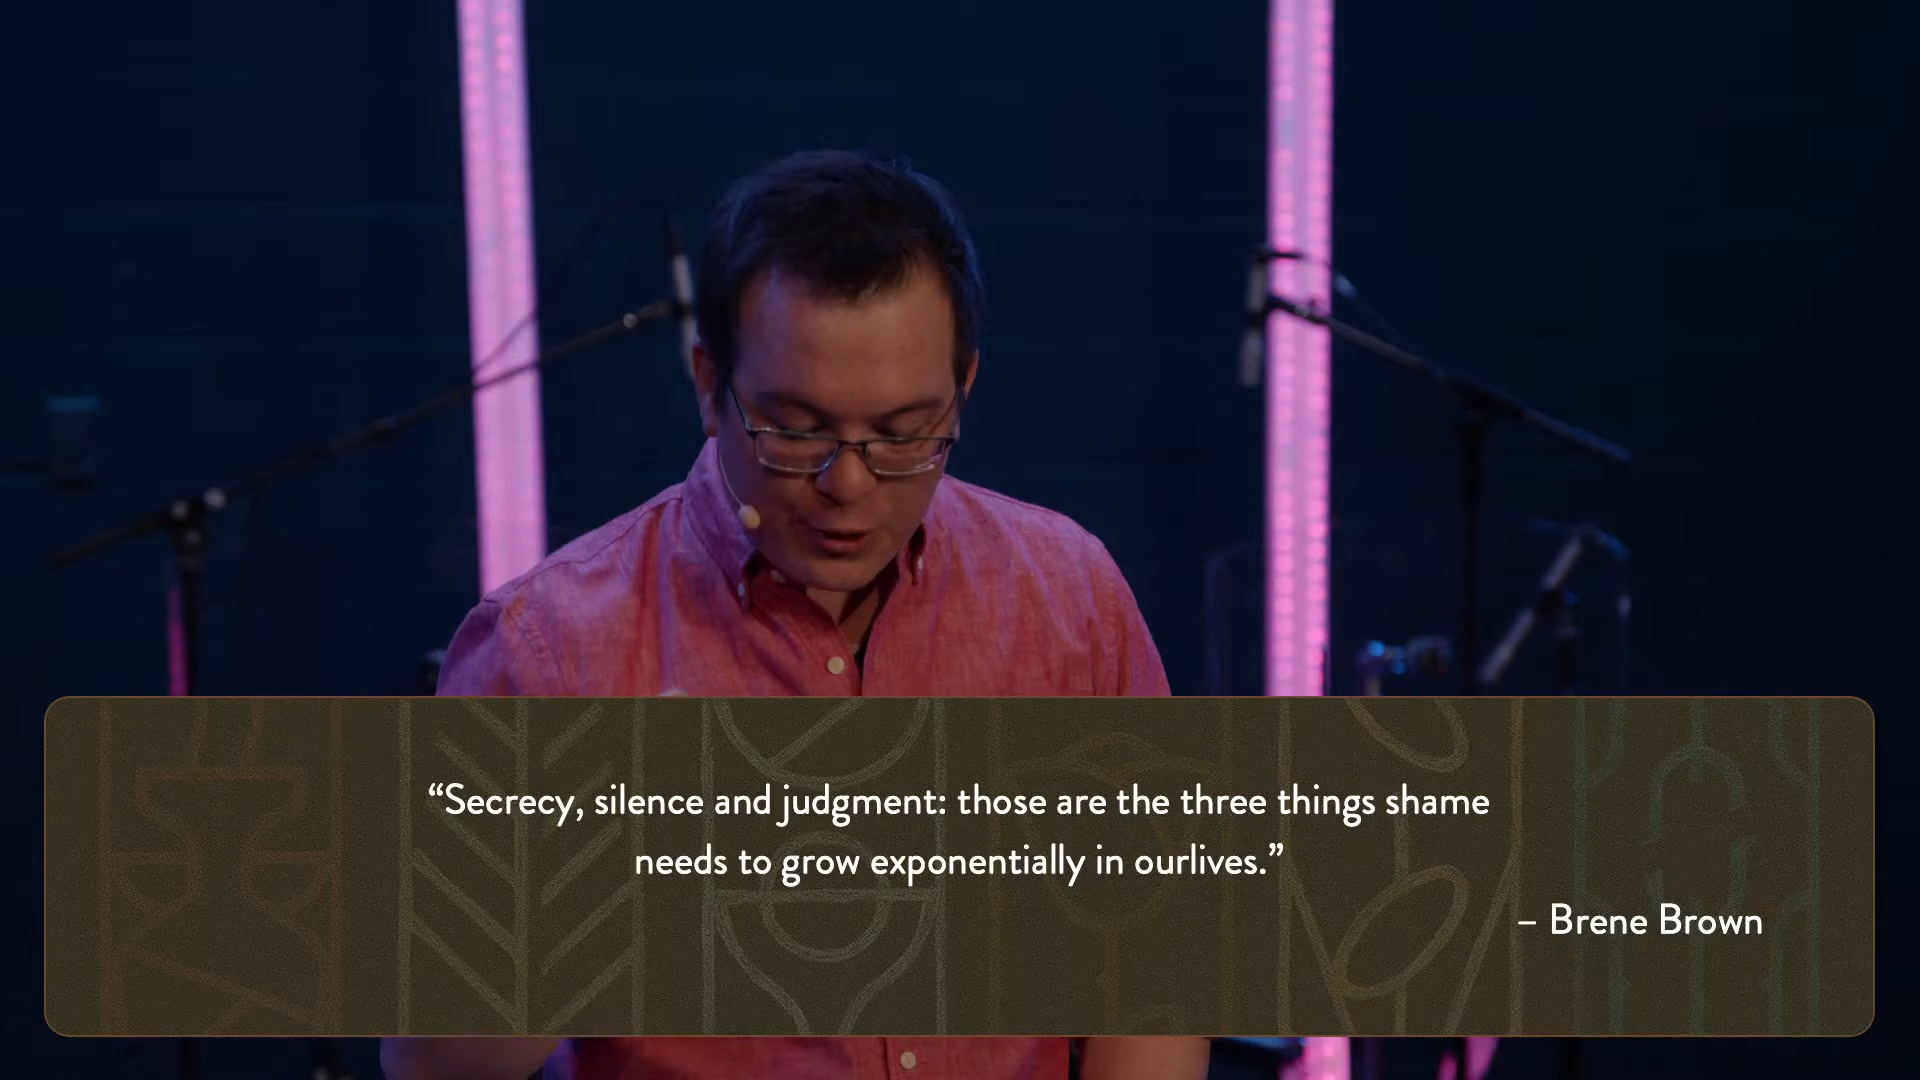 “Secrecy, silence and judgment: those are the three things shame
needs to grow exponentially in ourlives.”
– Brene Brown